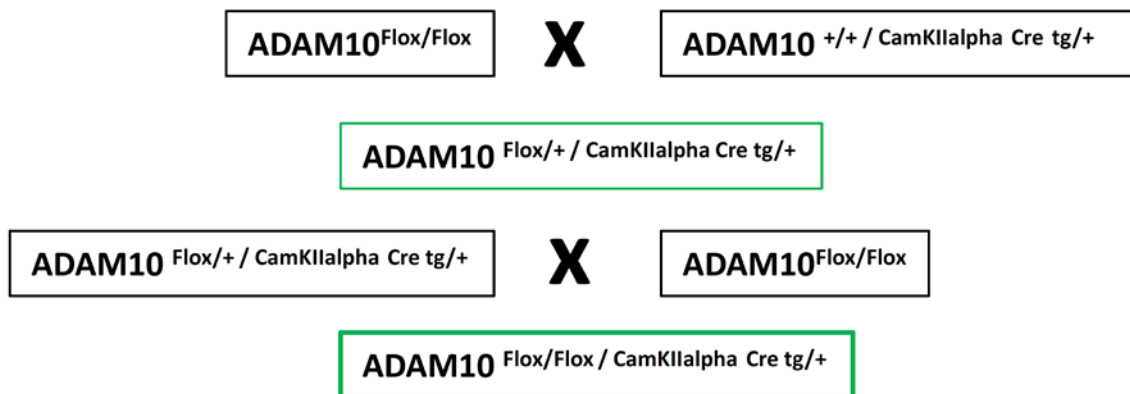 ADAM10Flox/Flox X ADAM10 +/+ / CamKIIalpha Cre tg/+
ADAM10 Flox/+ / CamKIIalpha Cre tg/+
ADAM10 Flox/+ / CamKIIalpha Cre tg/+ X ADAM10Flox/Flox
ADAM10 Flox/Flox / CamKIIalpha Cre tg/+